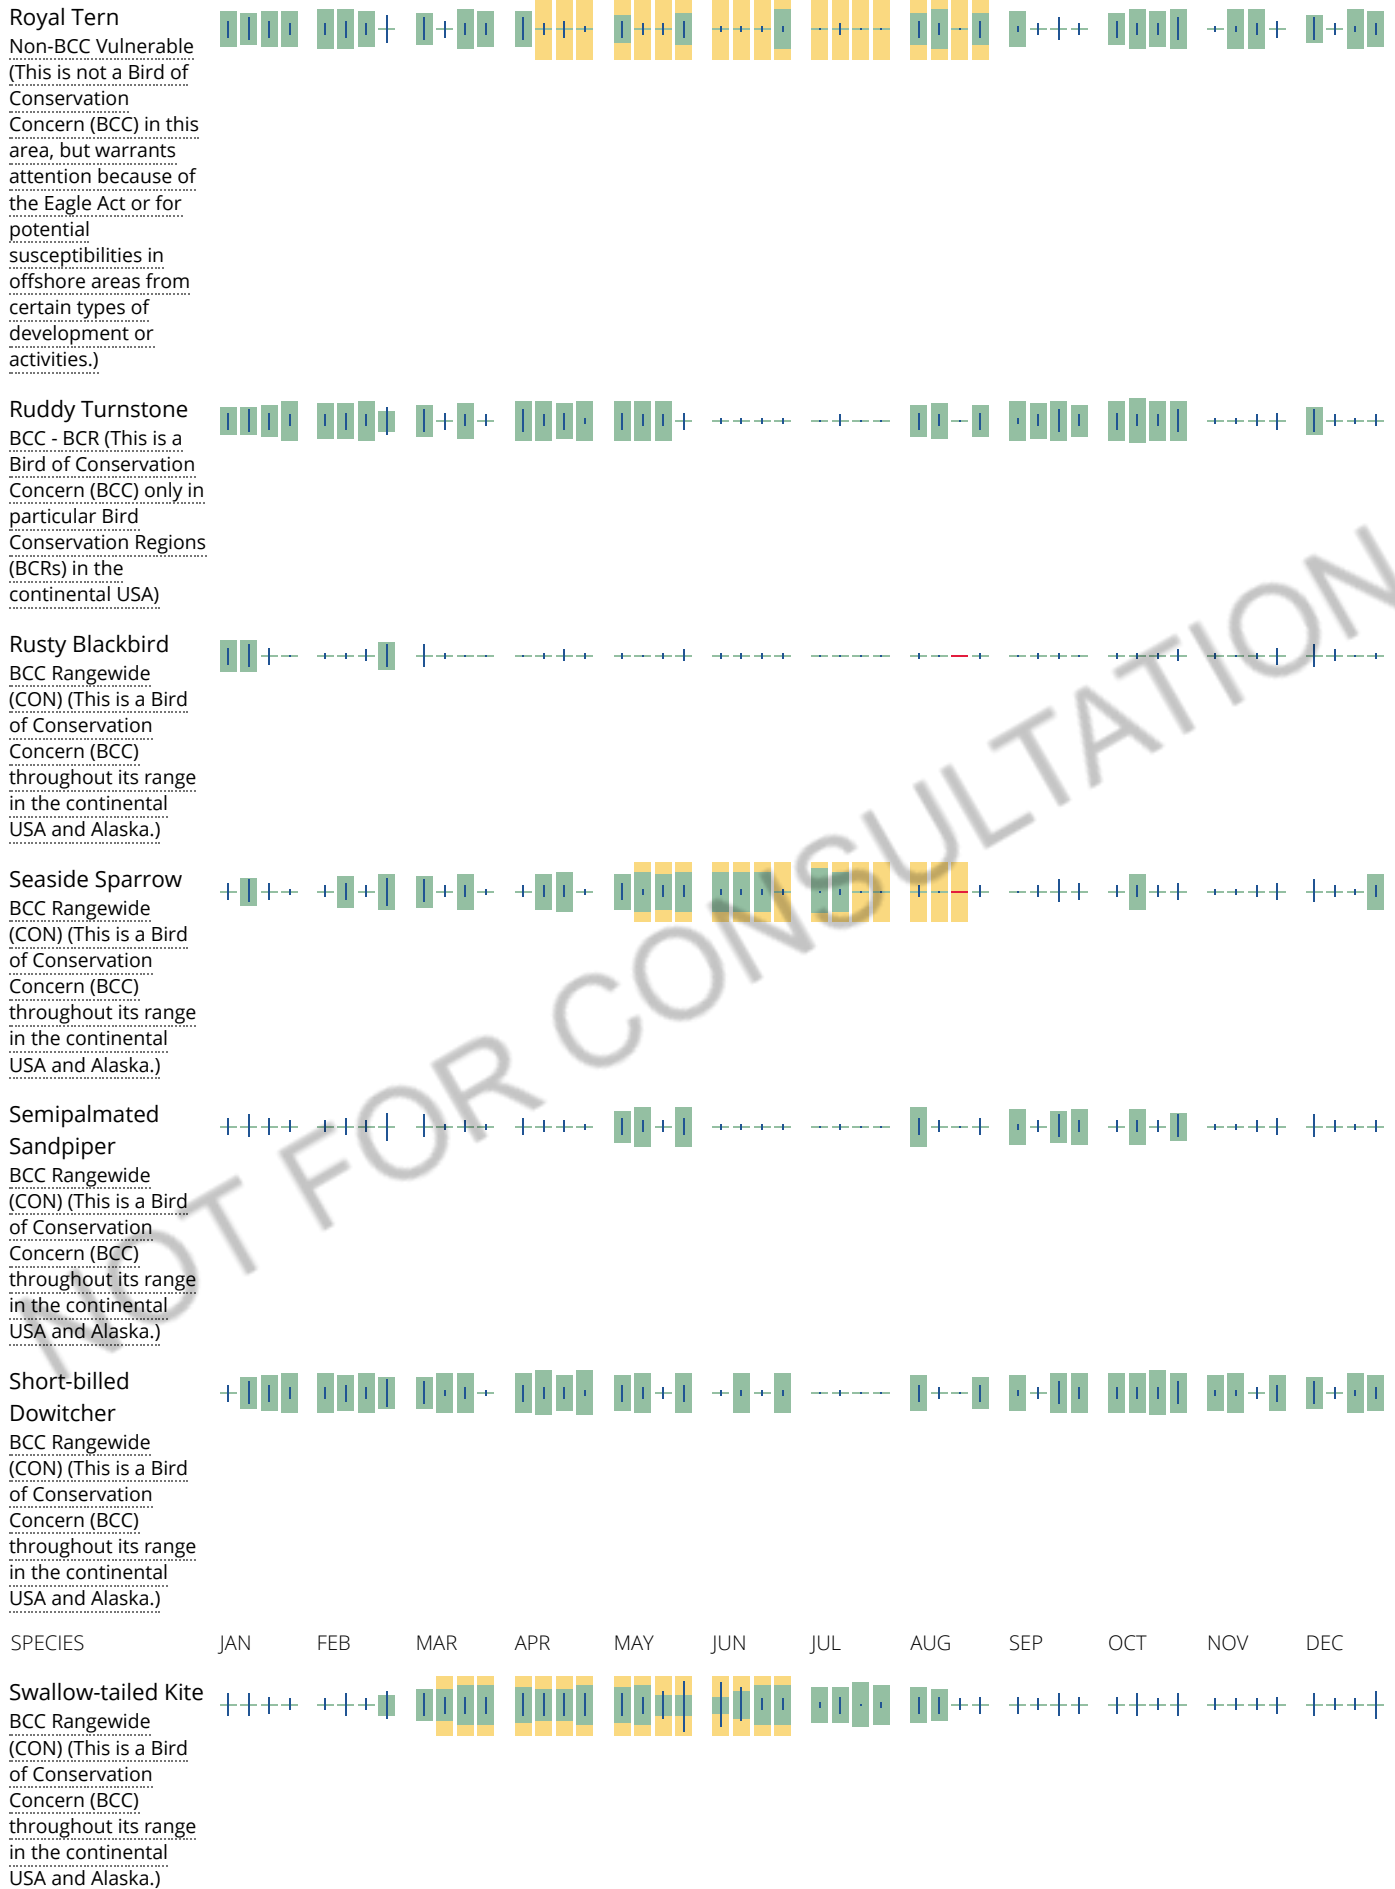 Royal Tern
Non-BCC Vulnerable
(This is not a Bird of
Conservation
Concern (BCC) in this
area, but warrants
attention because of
the Eagle Act or for
potential
susceptibilities in
offshore areas from
certain types of
development or
activities.)
Ruddy Turnstone
BCC - BCR (This is a
Bird of Conservation
Concern (BCC) only in
particular Bird
Conservation Regions
(BCRs) in the
continental USA)
Rusty Blackbird
BCC Rangewide
(CON) (This is a Bird
of Conservation
Concern (BCC)
throughout its range
in the continental
USA and Alaska.)
Seaside Sparrow
BCC Rangewide
(CON) (This is a Bird
of Conservation
Concern (BCC)
throughout its range
in the continental
USA and Alaska.)
Semipalmated
Sandpiper
BCC Rangewide
(CON) (This is a Bird
of Conservation
Concern (BCC)
throughout its range
in the continental
USA and Alaska.)
Short-billed
Dowitcher
BCC Rangewide
(CON) (This is a Bird
of Conservation
Concern (BCC)
throughout its range
in the continental
USA and Alaska.)
SPECIES JAN FEB MAR APR MAY JUN JUL AUG SEP OCT NOV DEC
Swallow-tailed Kite
BCC Rangewide
(CON) (This is a Bird
of Conservation
Concern (BCC)
throughout its range
in the continental
USA and Alaska.)
NOT FOR CONSULTATION